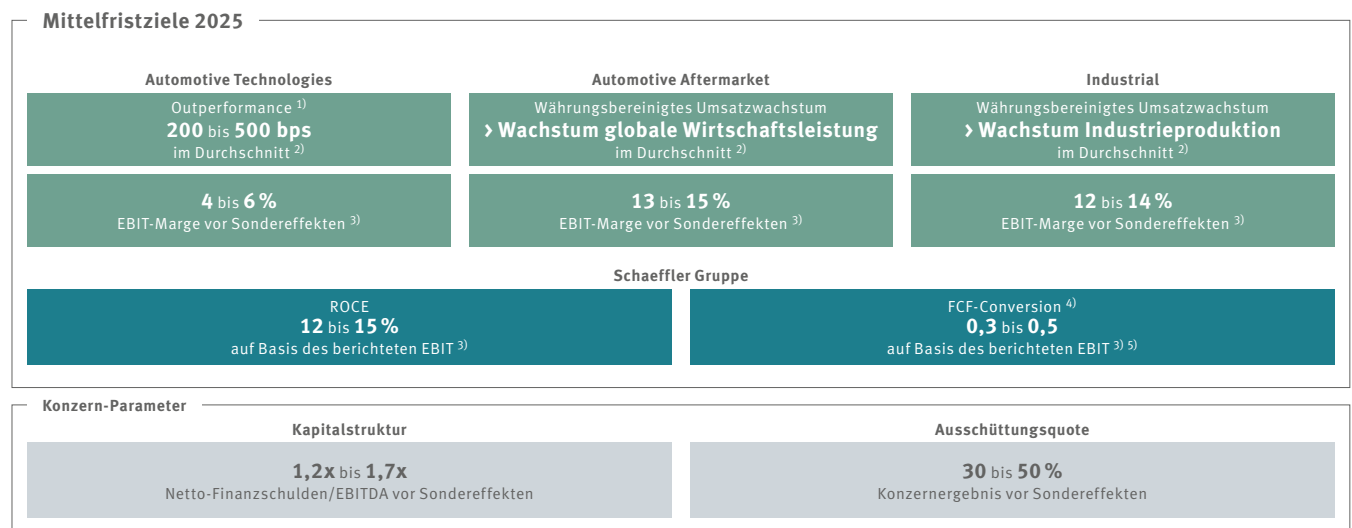 Mittelfristziele 2025
Automotive Technologies
Automotive Aftermarket
Industrial
Outperformance 1)
200 bis 500 bps
im Durchschnitt 2)
Währungsbereinigtes Umsatzwachstum
> Wachstum globale Wirtschaftsleistung
im Durchschnitt 2)
Währungsbereinigtes Umsatzwachstum
> Wachstum Industrieproduktion
im Durchschnitt 2)
4 bis 6 %
EBIT-Marge vor Sondereffekten 3)
13 bis 15 %
EBIT-Marge vor Sondereffekten 3)
12 bis 14 %
EBIT-Marge vor Sondereffekten 3)
Schaeffler Gruppe
ROCE
12 bis 15 %
auf Basis des berichteten EBIT 3)
FCF-Conversion 4)
0,3 bis 0,5
auf Basis des berichteten EBIT 3) 5)
Konzern-Parameter
Kapitalstruktur
Ausschüttungsquote
1,2x bis 1,7x
Netto-Finanzschulden/EBITDA vor Sondereffekten
30 bis 50 %
Konzernergebnis vor Sondereffekten